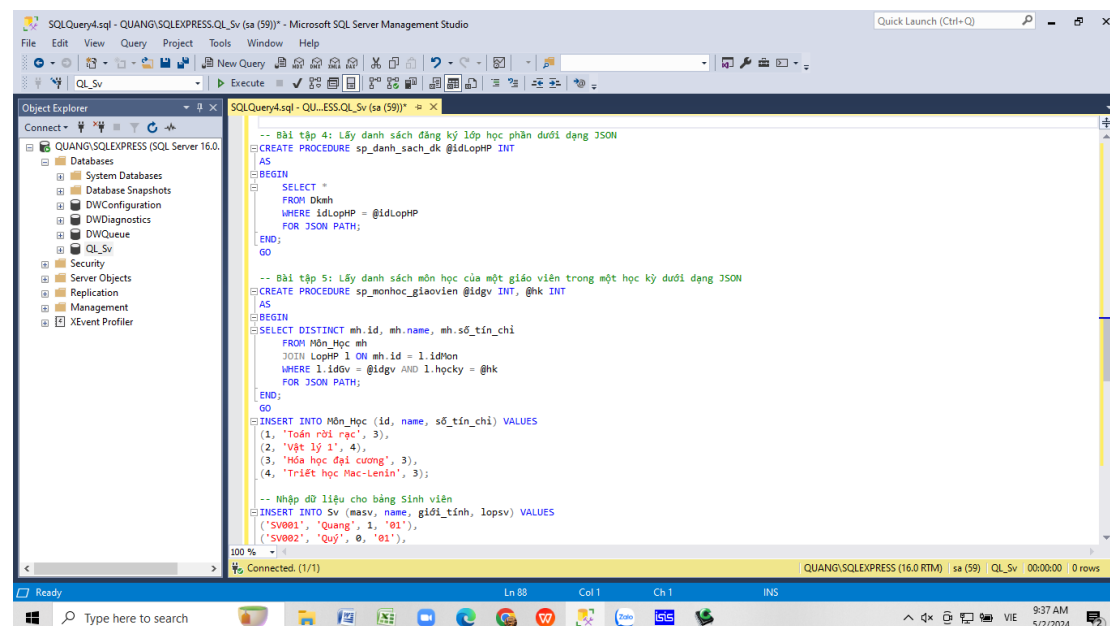 SQLQuery4.sql - QUANG\SQLEXPRESS.QL_Sv (sa (59))* - Microsoft SQL Server Management Studio
Quick Launch (Ctrl+Q)
File Edit View Query Project Tools Window Help
New Query
QL_Sv
Execute
Object Explorer
SQLQuery4.sql - QU...ESS.QL_Sv (sa (59))*
Connect
QUANG\SQLEXPRESS (SQL Server 16.0.
Databases
System Databases
Database Snapshots
DWConfiguration
DWDiagnostics
DWQueue
QL_Sv
Security
Server Objects
Replication
Management
XEvent Profiler
-- Bài tập 4: Lấy danh sách đăng ký lớp học phần dưới dạng JSON
CREATE PROCEDURE sp_danh_sach_dk @idLopHP INT
AS
BEGIN
SELECT *
FROM Dkmh
WHERE idLopHP = @idLopHP
FOR JSON PATH;
END;
GO
-- Bài tập 5: Lấy danh sách môn học của một giáo viên trong một học kỳ dưới dạng JSON
CREATE PROCEDURE sp_monhoc_giaovien @idgv INT, @hk INT
AS
BEGIN
SELECT DISTINCT mh.id, mh.name, mh.số_tín_chỉ
FROM Môn_Học mh
JOIN LopHP l ON mh.id = l.idMon
WHERE l.idGv = @idgv AND l.họcky = @hk
FOR JSON PATH;
END;
GO
INSERT INTO Môn_Học (id, name, số_tín_chỉ) VALUES
(1, 'Toán rời rạc', 3),
(2, 'Vật lý 1', 4),
(3, 'Hóa học đại cương', 3),
(4, 'Triết học Mac-Lenin', 3);
-- Nhập dữ liệu cho bảng Sinh viên
INSERT INTO Sv (masv, name, giới_tính, lopsv) VALUES
('SV001', 'Quang', 1, '01'),
('SV002', 'Quý', 0, '01'),
100 %
Connected. (1/1)
QUANG\SQLEXPRESS (16.0 RTM) sa (59) QL_Sv 00:00:00 0 rows
Ready
Ln 88 Col 1 Ch 1 INS
Type here to search
Zalo
VIE
9:37 AM
5/2/2024